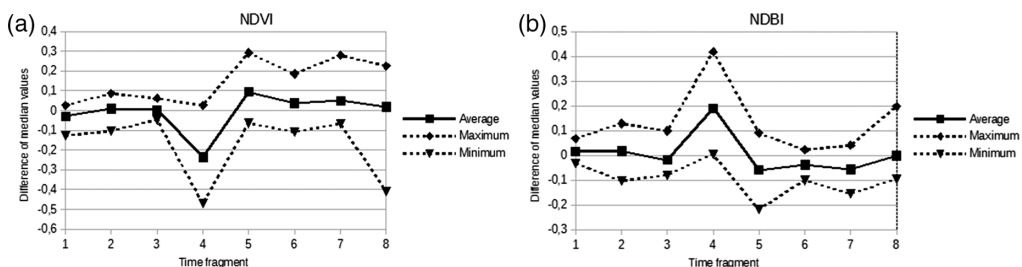 (a)
NDVI
Difference of median values
0,4
0,3
0,2
0,1
0
-0,1
-0,2
-0,3
-0,4
-0,5
-0,6
1 2 3 4 5 6 7 8
Time fragment
Average
Maximum
Minimum
(b)
NDBI
Difference of median values
0,5
0,4
0,3
0,2
0,1
0
-0,1
-0,2
-0,3
1 2 3 4 5 6 7 8
Time fragment
Average
Maximum
Minimum